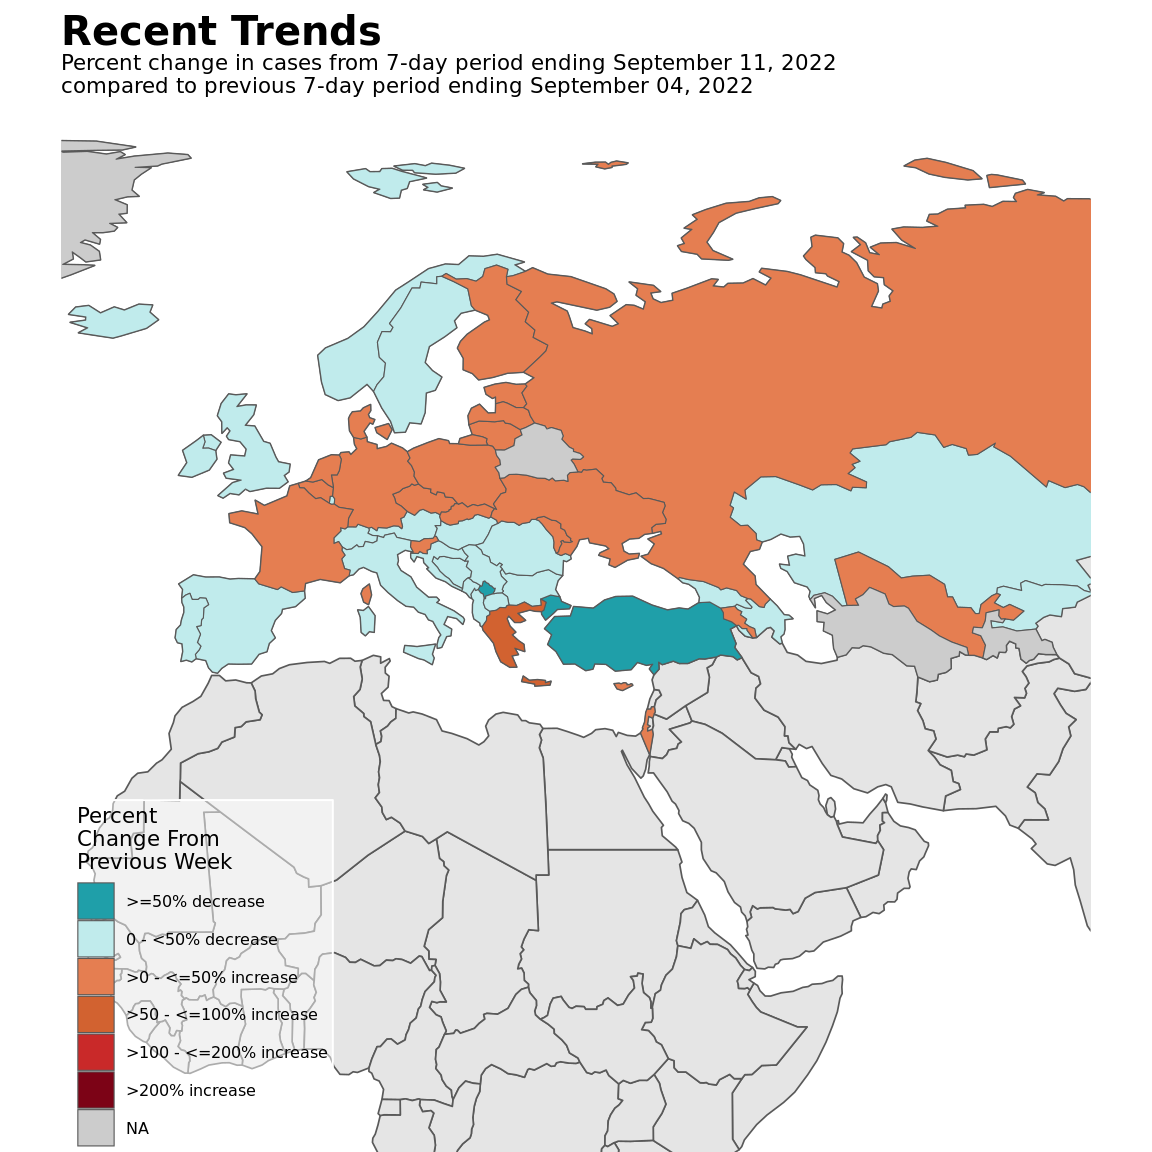 Recent Trends
Percent change in cases from 7-day period ending September 11, 2022
compared to previous 7-day period ending September 04, 2022
Percent
Change From
Previous Week
>=50% decrease
0 - <50% decrease
>0 - <=50% increase
>50 - <=100% increase
>100 - <=200% increase
>200% increase
NA